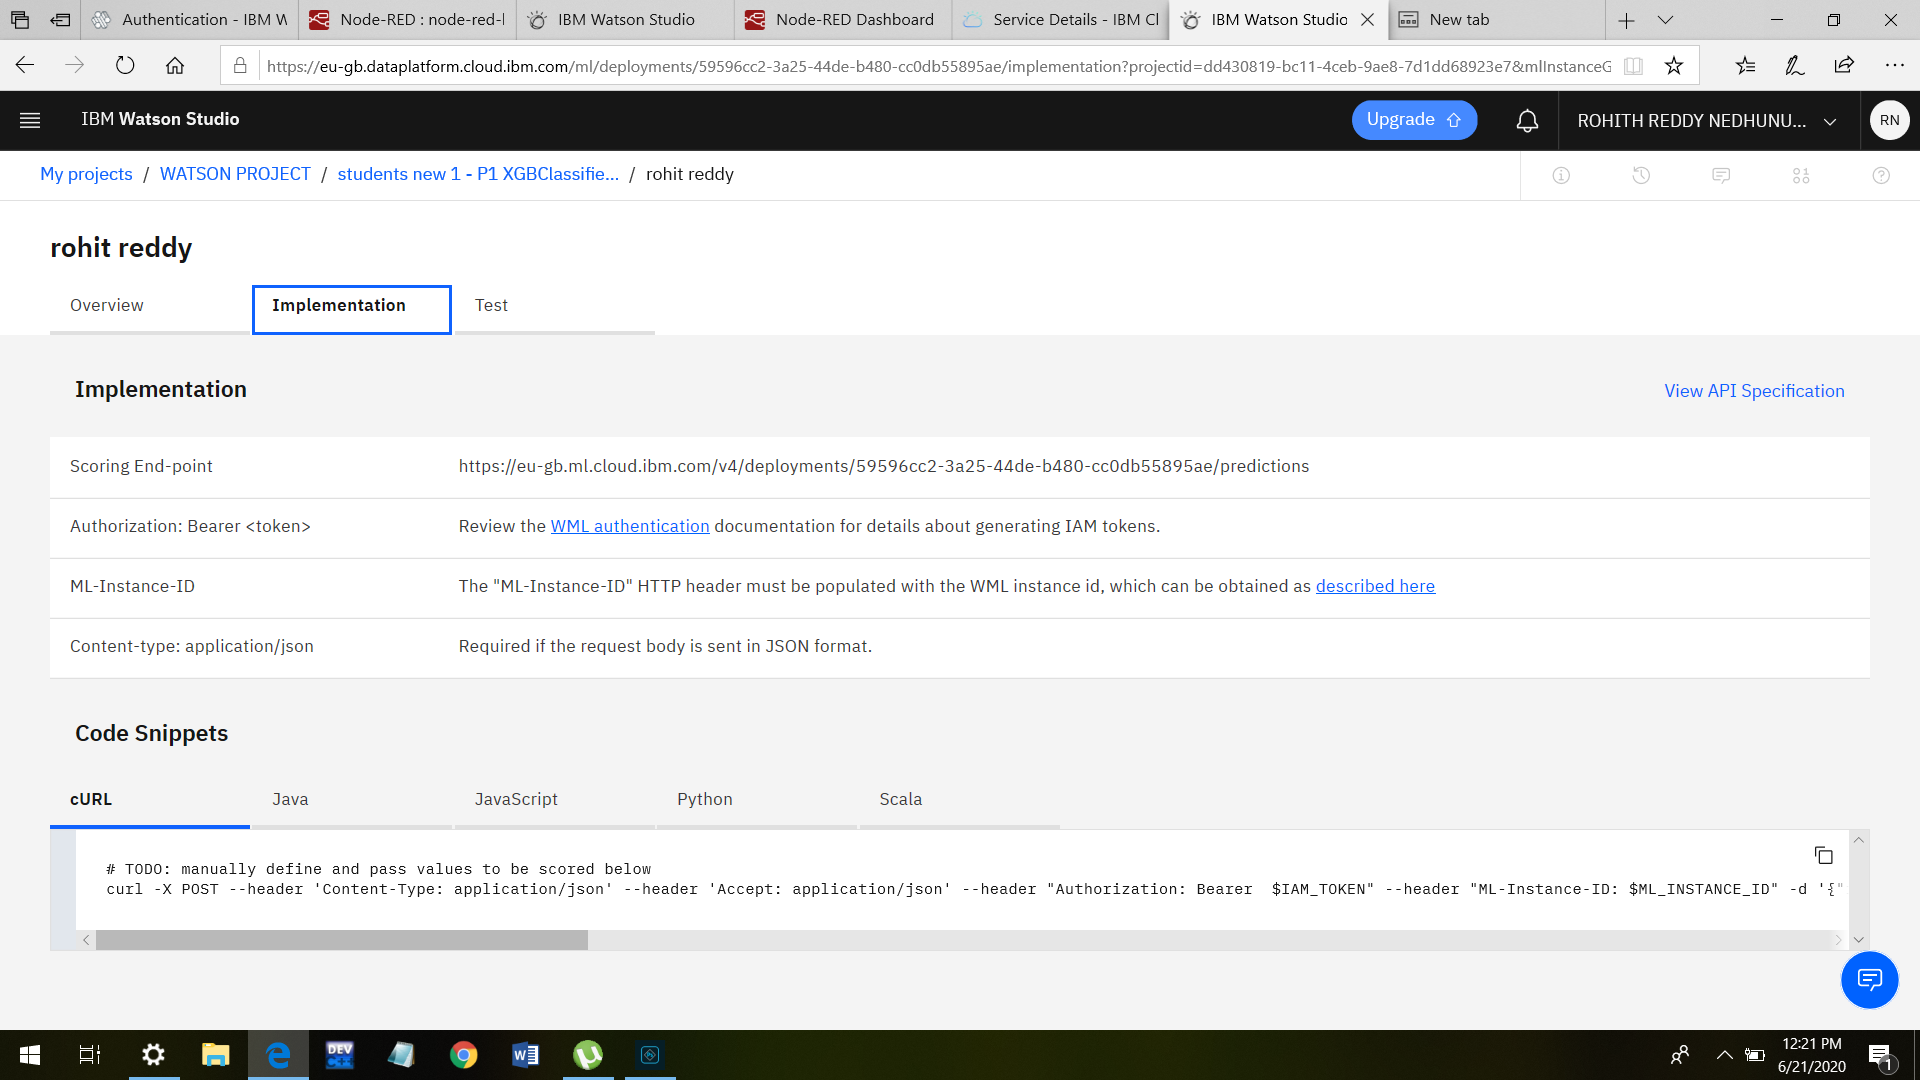 Authentication - IBM W
Node-RED : node-red-l
IBM Watson Studio
Node-RED Dashboard
Service Details - IBM Cl
IBM Watson Studio
New tab
https://eu-gb.dataplatform.cloud.ibm.com/ml/deployments/59596cc2-3a25-44de-b480-cc0db55895ae/implementation?projectid=dd430819-bc11-4ceb-9ae8-7d1dd68923e7&mlInstanceG
IBM Watson Studio
Upgrade
ROHITH REDDY NEDHUNU...
RN
My projects / WATSON PROJECT / students new 1 - P1 XGBClassifie... / rohit reddy
rohit reddy
Overview
Implementation
Test
Implementation
View API Specification
Scoring End-point
https://eu-gb.ml.cloud.ibm.com/v4/deployments/59596cc2-3a25-44de-b480-cc0db55895ae/predictions
Authorization: Bearer <token>
Review the WML authentication documentation for details about generating IAM tokens.
ML-Instance-ID
The "ML-Instance-ID" HTTP header must be populated with the WML instance id, which can be obtained as described here
Content-type: application/json
Required if the request body is sent in JSON format.
Code Snippets
cURL
Java
JavaScript
Python
Scala
# TODO: manually define and pass values to be scored below
curl -X POST --header 'Content-Type: application/json' --header 'Accept: application/json' --header "Authorization: Bearer  $IAM_TOKEN" --header "ML-Instance-ID: $ML_INSTANCE_ID" -d '{"
DEV
C++
12:21 PM
6/21/2020
1